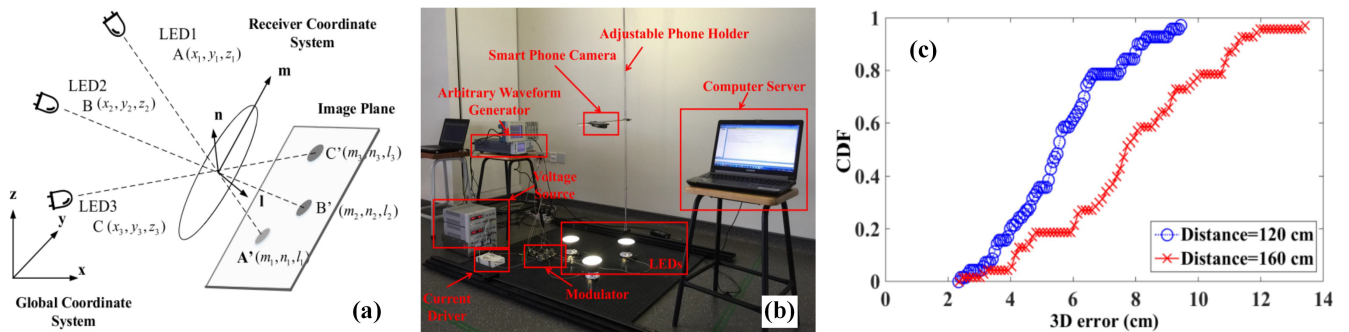 LED1
A(x₁, y₁, z₁)
Receiver Coordinate
System
m
LED2
B (x₂, y₂, z₂)
Image Plane
n
C'(m₃, n₃, l₃)
LED3
C (x₃, y₃, z₃)
l
B' (m₂, n₂, l₂)
A' (m₁, n₁, l₁)
z
y
x
Global Coordinate
System
(a)
Adjustable Phone Holder
Smart Phone Camera
Arbitrary Waveform
Generator
Computer Server
Voltage
Source
LEDs
Current
Driver
Modulator
(b)
(c)
1
0.8
0.6
0.4
0.2
0
CDF
Distance=120 cm
Distance=160 cm
0 2 4 6 8 10 12 14
3D error (cm)